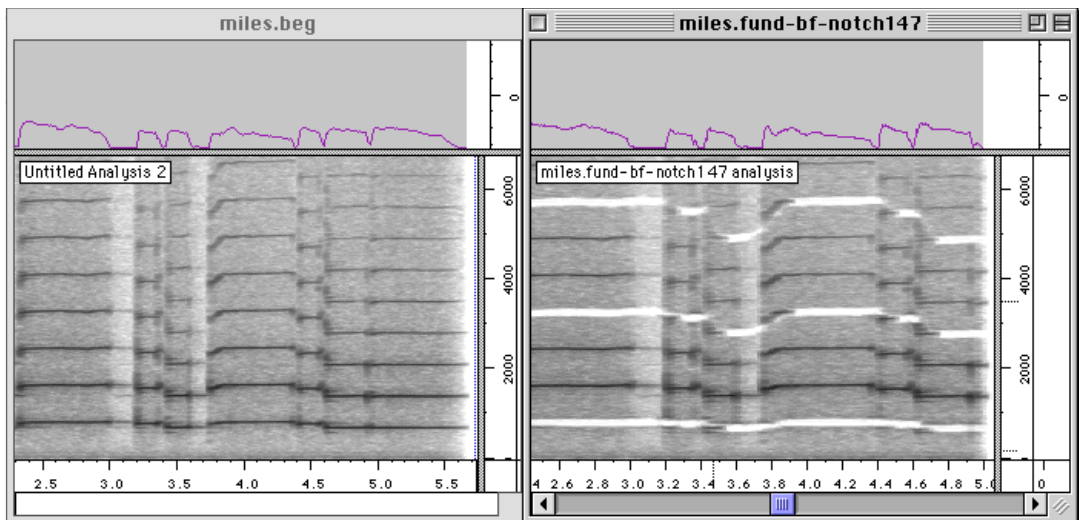 miles.beg
0
Untitled Analysis 2
6000
4000
2000
2.5 3.0 3.5 4.0 4.5 5.0 5.5
miles.fund-bf-notch147
0
miles.fund-bf-notch147 analysis
6000
4000
2000
4 2.6 2.8 3.0 3.2 3.4 3.6 3.8 4.0 4.2 4.4 4.6 4.8 5.0 0